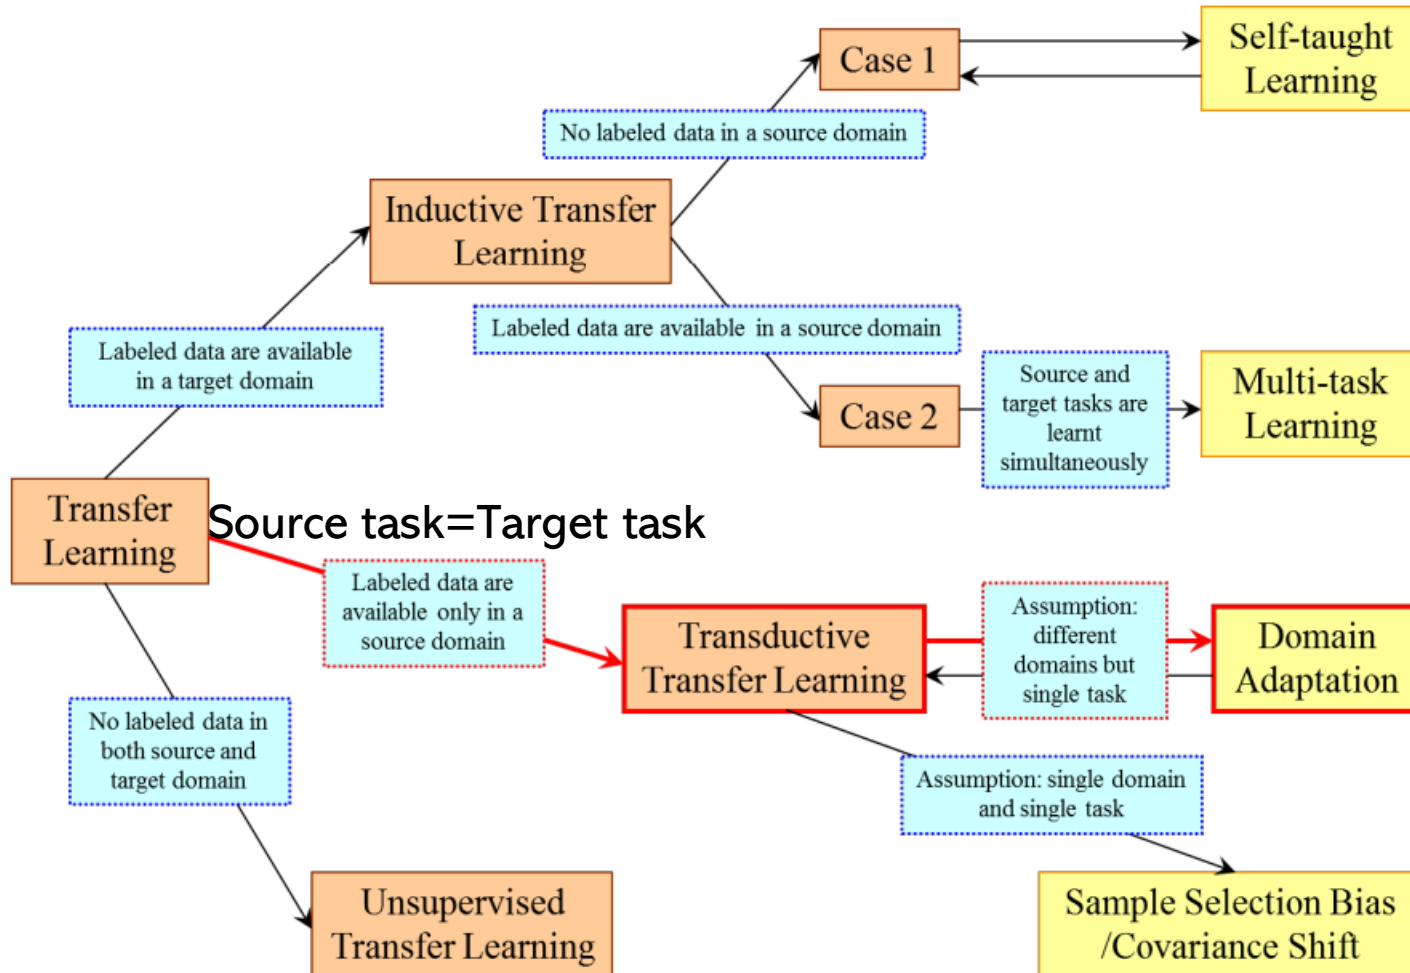 Case 1
Self-taught
Learning
No labeled data in a source domain
Inductive Transfer
Learning
Labeled data are available in a source domain
Labeled data are available
in a target domain
Case 2
Source and
target tasks are
learnt
simultaneously
Multi-task
Learning
Transfer
Learning
Source task=Target task
Labeled data are
available only in a
source domain
Transductive
Transfer Learning
Assumption:
different
domains but
single task
Domain
Adaptation
No labeled data in
both source and
target domain
Assumption: single domain
and single task
Unsupervised
Transfer Learning
Sample Selection Bias
/Covariance Shift